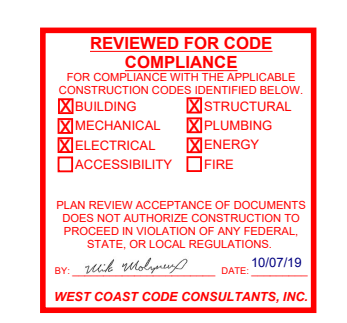 REVIEWED FOR CODE
COMPLIANCE
FOR COMPLIANCE WITH THE APPLICABLE
CONSTRUCTION CODES IDENTIFIED BELOW.
X BUILDING X STRUCTURAL
X MECHANICAL X PLUMBING
X ELECTRICAL X ENERGY
ACCESSIBILITY FIRE
PLAN REVIEW ACCEPTANCE OF DOCUMENTS
DOES NOT AUTHORIZE CONSTRUCTION TO
PROCEED IN VIOLATION OF ANY FEDERAL,
STATE, OR LOCAL REGULATIONS.
BY: DATE: 10/07/19
WEST COAST CODE CONSULTANTS, INC.